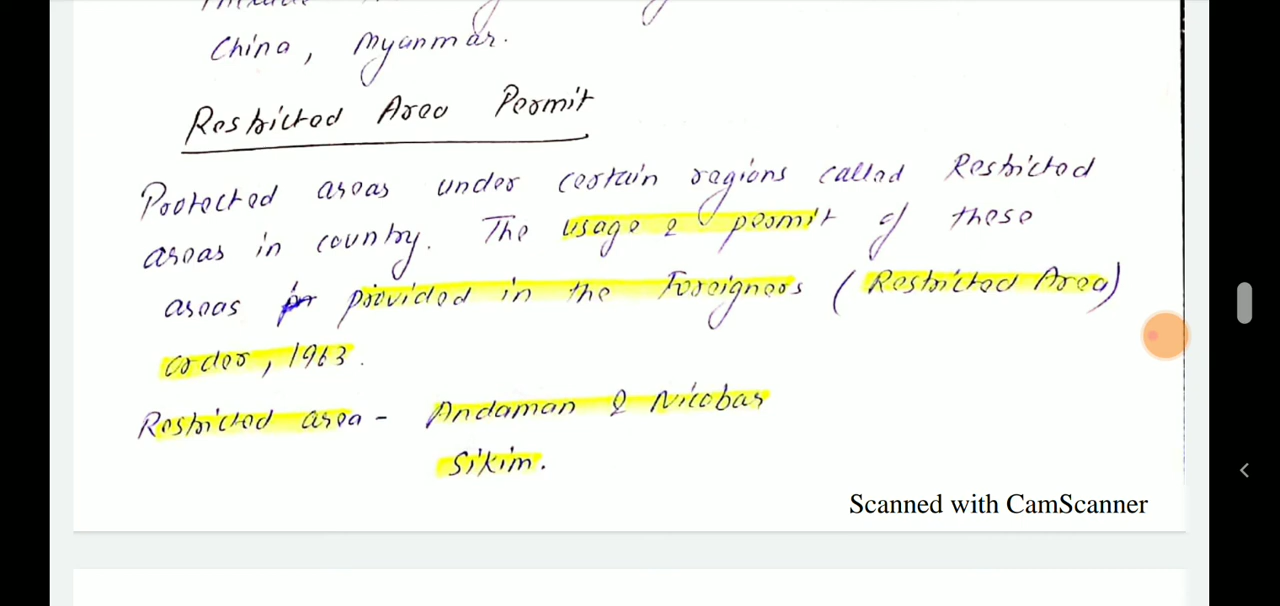 China, Myanmar.
Restricted Area Permit
Protected areas under certain regions called Restricted
areas in country. The usage & permit of these
areas provided in the Foreigners (Restricted Area)
order, 1963.
Restricted area - Andaman & Nicobar
Sikim.
Scanned with CamScanner